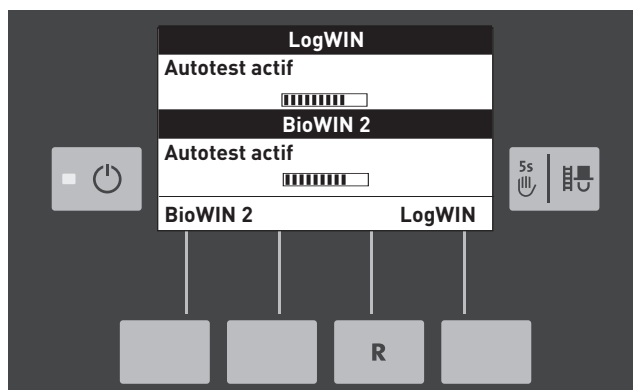 LogWIN
Autotest actif
BioWIN 2
Autotest actif
BioWIN 2 LogWIN
5s
R